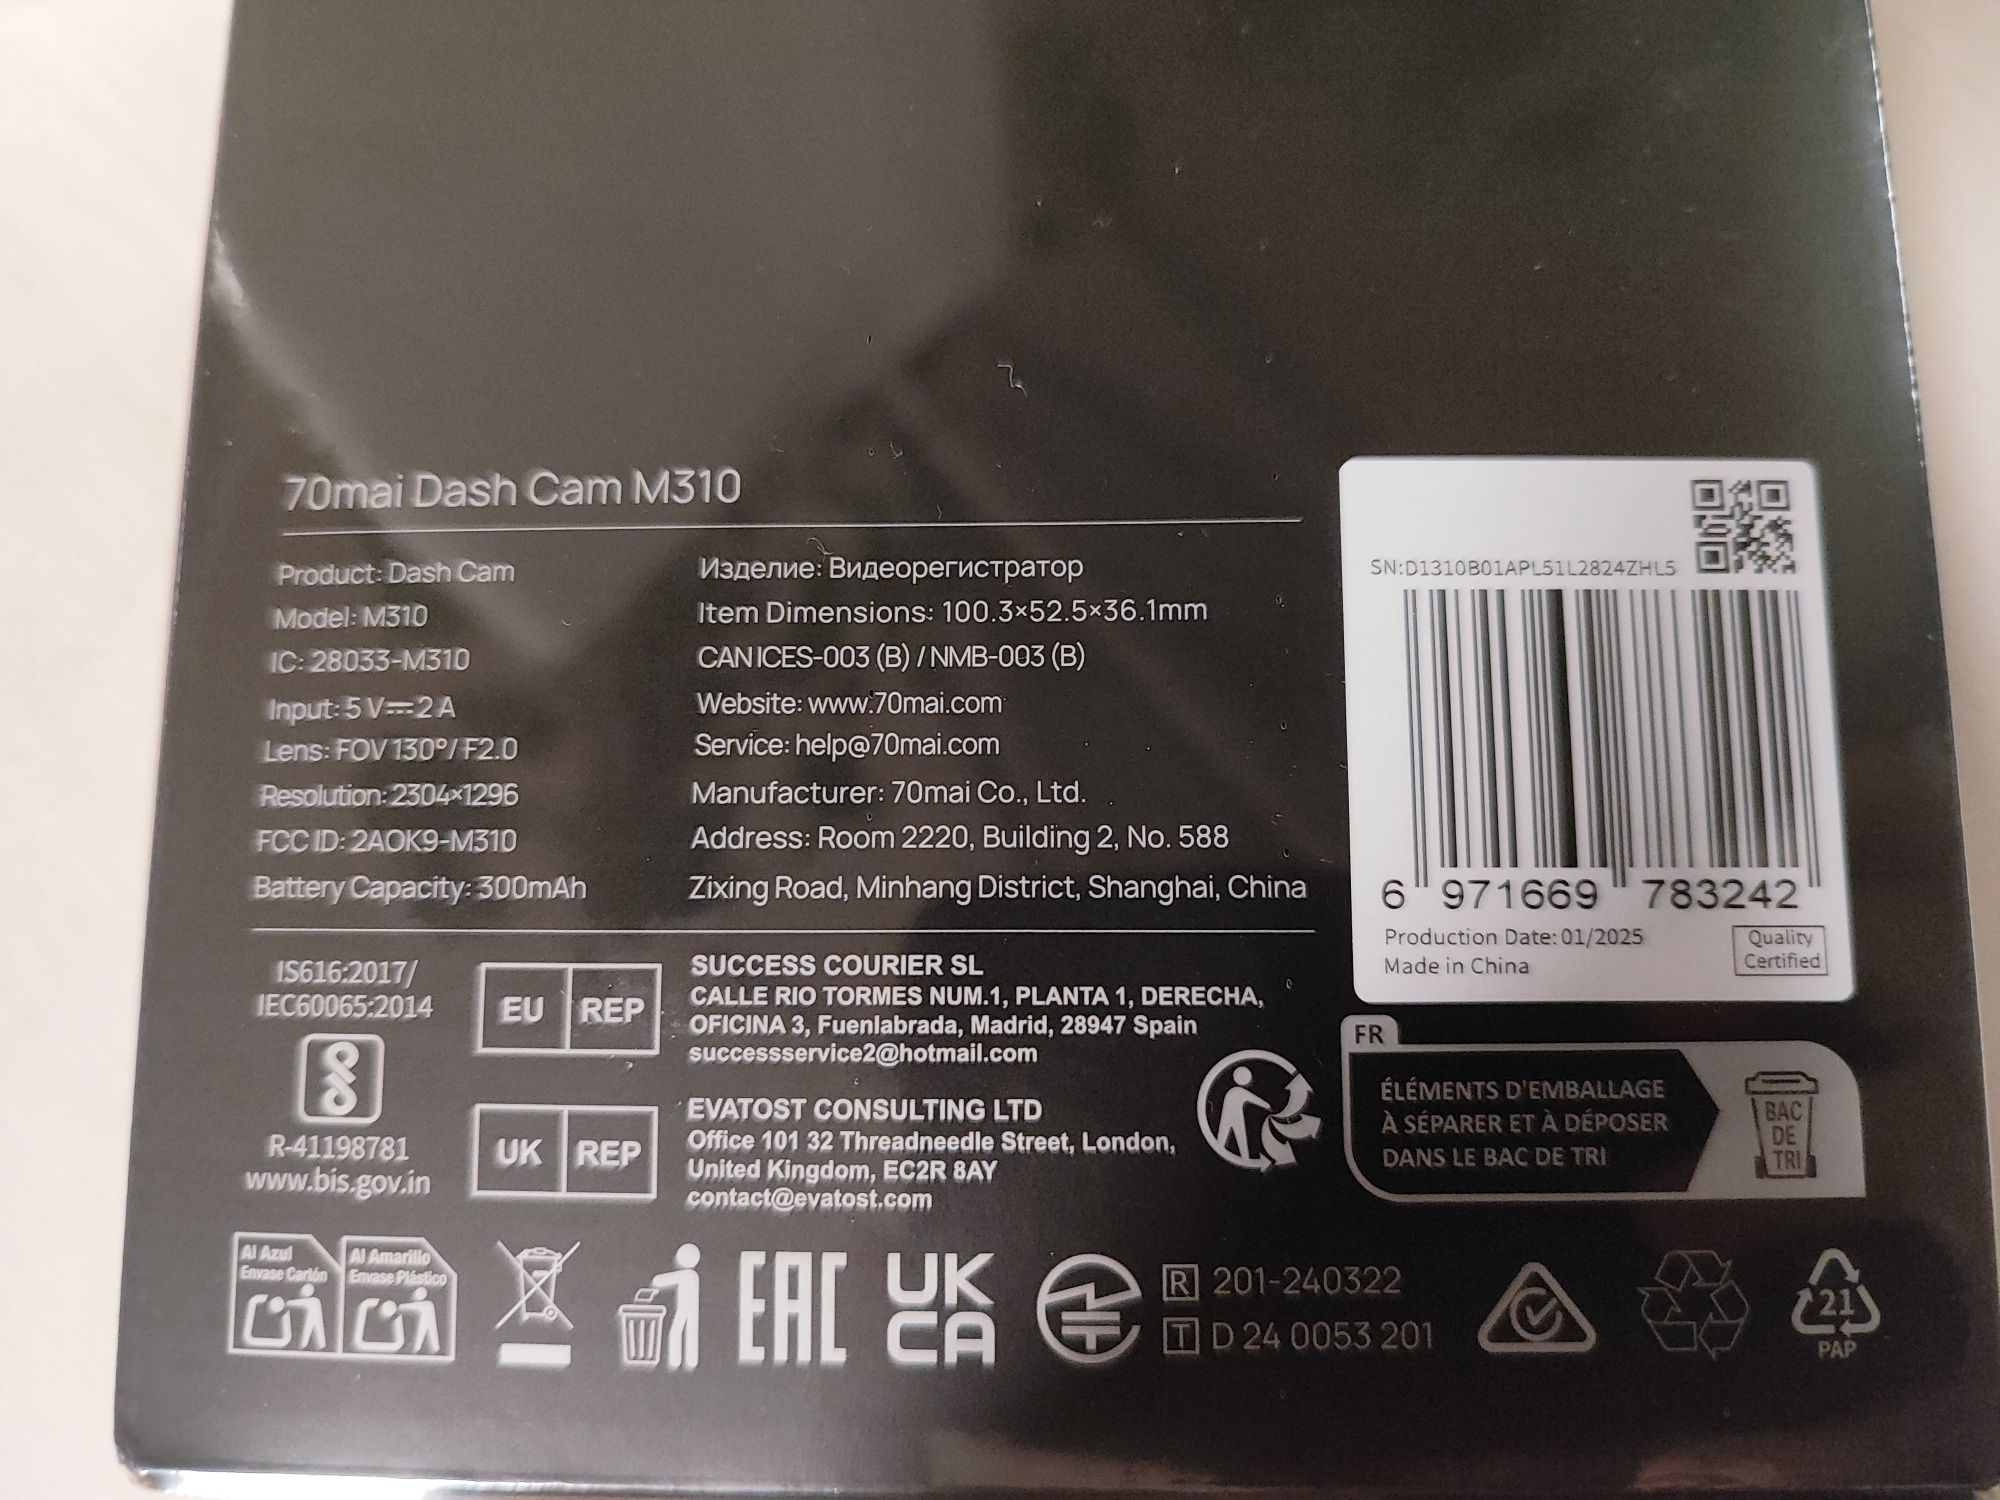 70mai Dash Cam M310
Product: Dash Cam
Model: M310
IC: 28033-M310
Input: 5 V⎓2 A
Lens: FOV 130°/ F2.0
Resolution: 2304×1296
FCC ID: 2AOK9-M310
Battery Capacity: 300mAh
Изделие: Видеорегистратор
Item Dimensions: 100.3×52.5×36.1mm
CAN ICES-003 (B) / NMB-003 (B)
Website: www.70mai.com
Service: help@70mai.com
Manufacturer: 70mai Co., Ltd.
Address: Room 2220, Building 2, No. 588
Zixing Road, Minhang District, Shanghai, China
SN:D1310B01APL51L2824ZHL5
6 971669 783242
Production Date: 01/2025
Made in China
Quality
Certified
IS616:2017/
IEC60065:2014
R-41198781
www.bis.gov.in
EU REP
SUCCESS COURIER SL
CALLE RIO TORMES NUM.1, PLANTA 1, DERECHA,
OFICINA 3, Fuenlabrada, Madrid, 28947 Spain
successservice2@hotmail.com
UK REP
EVATOST CONSULTING LTD
Office 101 32 Threadneedle Street, London,
United Kingdom, EC2R 8AY
contact@evatost.com
FR
ÉLÉMENTS D'EMBALLAGE
À SÉPARER ET À DÉPOSER
DANS LE BAC DE TRI
BAC
DE
TRI
Al Azul
Envase Cartón
Al Amarillo
Envase Plástico
EAC
UK
CA
R 201-240322
T D 24 0053 201
21
PAP